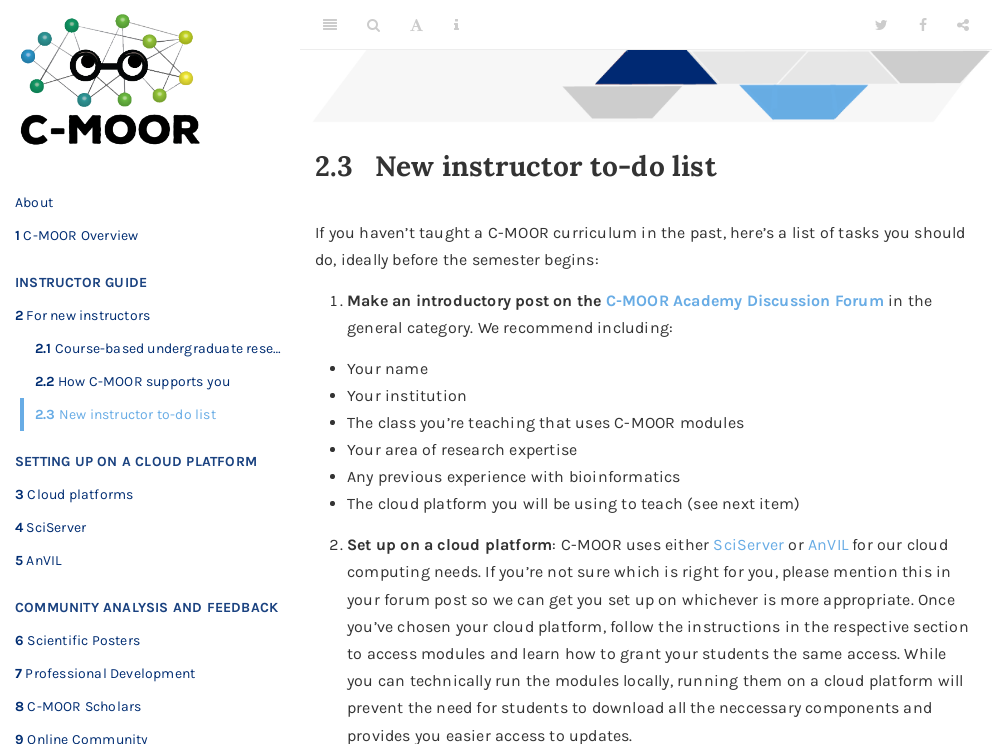 C-MOOR
About
1 C-MOOR Overview
INSTRUCTOR GUIDE
2 For new instructors
2.1 Course-based undergraduate rese…
2.2 How C-MOOR supports you
2.3 New instructor to-do list
SETTING UP ON A CLOUD PLATFORM
3 Cloud platforms
4 SciServer
5 AnVIL
COMMUNITY ANALYSIS AND FEEDBACK
6 Scientific Posters
7 Professional Development
8 C-MOOR Scholars
9 Online Community
2.3 New instructor to-do list
If you haven't taught a C-MOOR curriculum in the past, here's a list of tasks you should
do, ideally before the semester begins:
1. Make an introductory post on the C-MOOR Academy Discussion Forum in the
general category. We recommend including:
• Your name
• Your institution
• The class you're teaching that uses C-MOOR modules
• Your area of research expertise
• Any previous experience with bioinformatics
• The cloud platform you will be using to teach (see next item)
2. Set up on a cloud platform: C-MOOR uses either SciServer or AnVIL for our cloud
computing needs. If you're not sure which is right for you, please mention this in
your forum post so we can get you set up on whichever is more appropriate. Once
you've chosen your cloud platform, follow the instructions in the respective section
to access modules and learn how to grant your students the same access. While
you can technically run the modules locally, running them on a cloud platform will
prevent the need for students to download all the neccessary components and
provides you easier access to updates.